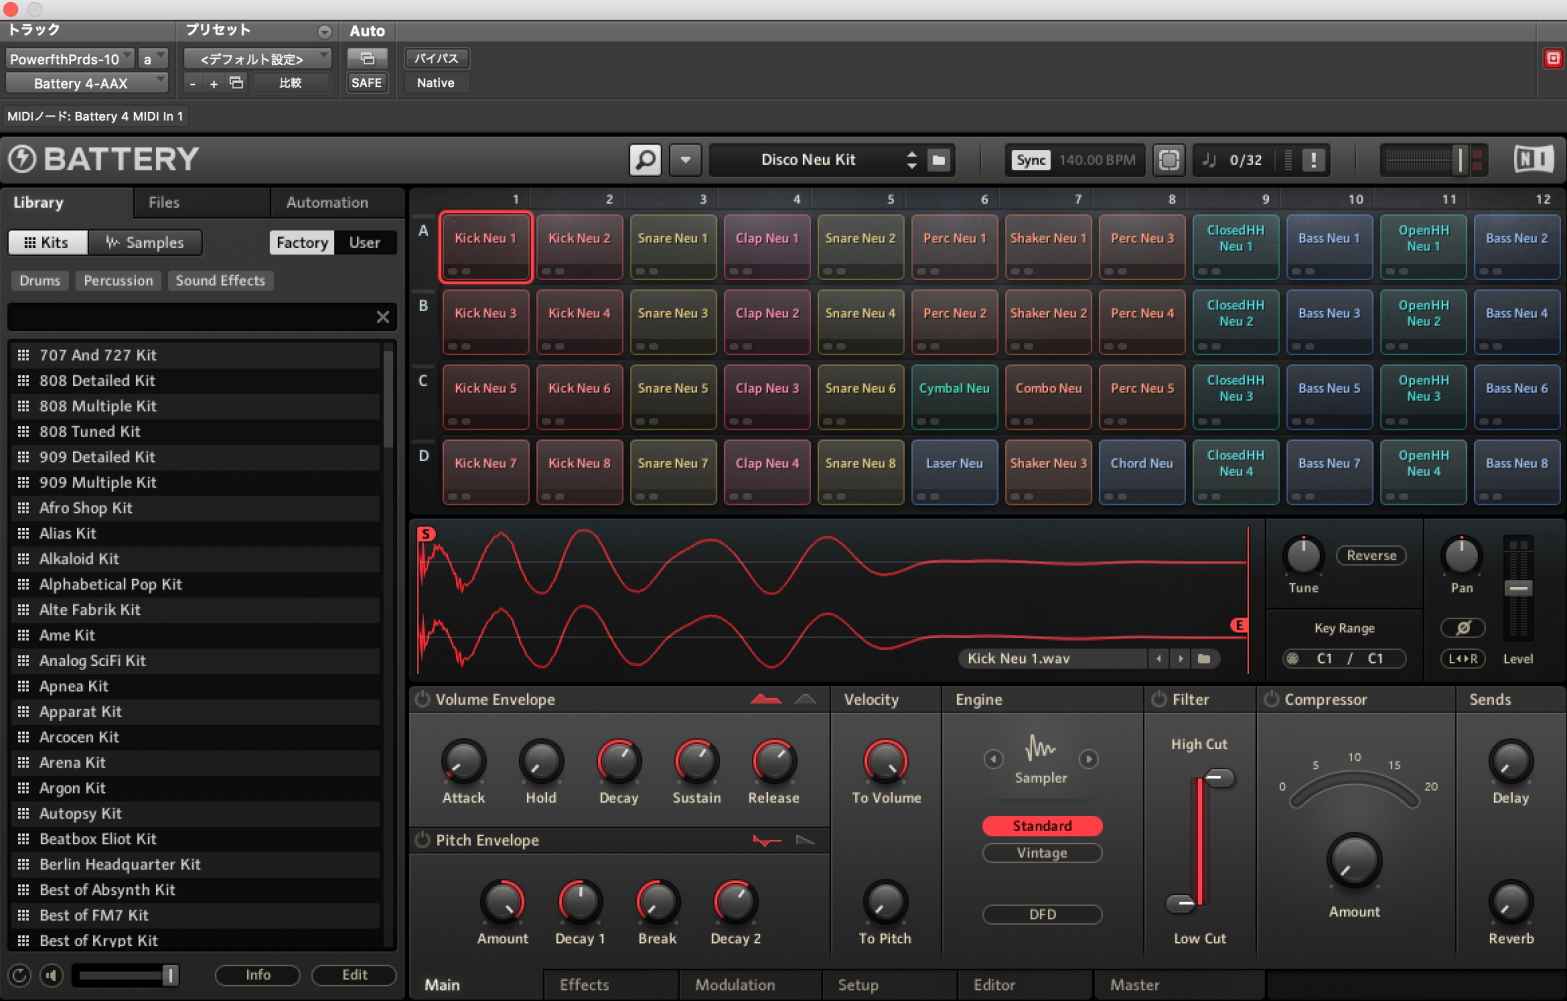 トラック
プリセット
Auto
PowerfthPrds-10
a
<デフォルト設定>
バイパス
Battery 4-AAX
- +
比較
SAFE
Native
MIDIノード: Battery 4 MIDI In 1
BATTERY
Disco Neu Kit
Sync
140.00 BPM
0/32
!
NI
Library
Files
Automation
Kits
Samples
Factory
User
Drums
Percussion
Sound Effects
707 And 727 Kit
808 Detailed Kit
808 Multiple Kit
808 Tuned Kit
909 Detailed Kit
909 Multiple Kit
Afro Shop Kit
Alias Kit
Alkaloid Kit
Alphabetical Pop Kit
Alte Fabrik Kit
Ame Kit
Analog SciFi Kit
Apnea Kit
Apparat Kit
Arcocen Kit
Arena Kit
Argon Kit
Autopsy Kit
Beatbox Eliot Kit
Berlin Headquarter Kit
Best of Absynth Kit
Best of FM7 Kit
Best of Krypt Kit
Info
Edit
1 2 3 4 5 6 7 8 9 10 11 12
A
Kick Neu 1
Kick Neu 2
Snare Neu 1
Clap Neu 1
Snare Neu 2
Perc Neu 1
Shaker Neu 1
Perc Neu 3
ClosedHH
Neu 1
Bass Neu 1
OpenHH
Neu 1
Bass Neu 2
B
Kick Neu 3
Kick Neu 4
Snare Neu 3
Clap Neu 2
Snare Neu 4
Perc Neu 2
Shaker Neu 2
Perc Neu 4
ClosedHH
Neu 2
Bass Neu 3
OpenHH
Neu 2
Bass Neu 4
C
Kick Neu 5
Kick Neu 6
Snare Neu 5
Clap Neu 3
Snare Neu 6
Cymbal Neu
Combo Neu
Perc Neu 5
ClosedHH
Neu 3
Bass Neu 5
OpenHH
Neu 3
Bass Neu 6
D
Kick Neu 7
Kick Neu 8
Snare Neu 7
Clap Neu 4
Snare Neu 8
Laser Neu
Shaker Neu 3
Chord Neu
ClosedHH
Neu 4
Bass Neu 7
OpenHH
Neu 4
Bass Neu 8
S
E
Kick Neu 1.wav
Tune
Reverse
Key Range
C1 / C1
Pan
L R
Level
Volume Envelope
Attack
Hold
Decay
Sustain
Release
Pitch Envelope
Amount
Decay 1
Break
Decay 2
Velocity
To Volume
To Pitch
Engine
Sampler
Standard
Vintage
DFD
Filter
High Cut
Low Cut
Compressor
0 5 10 15 20
Amount
Sends
Delay
Reverb
Main
Effects
Modulation
Setup
Editor
Master